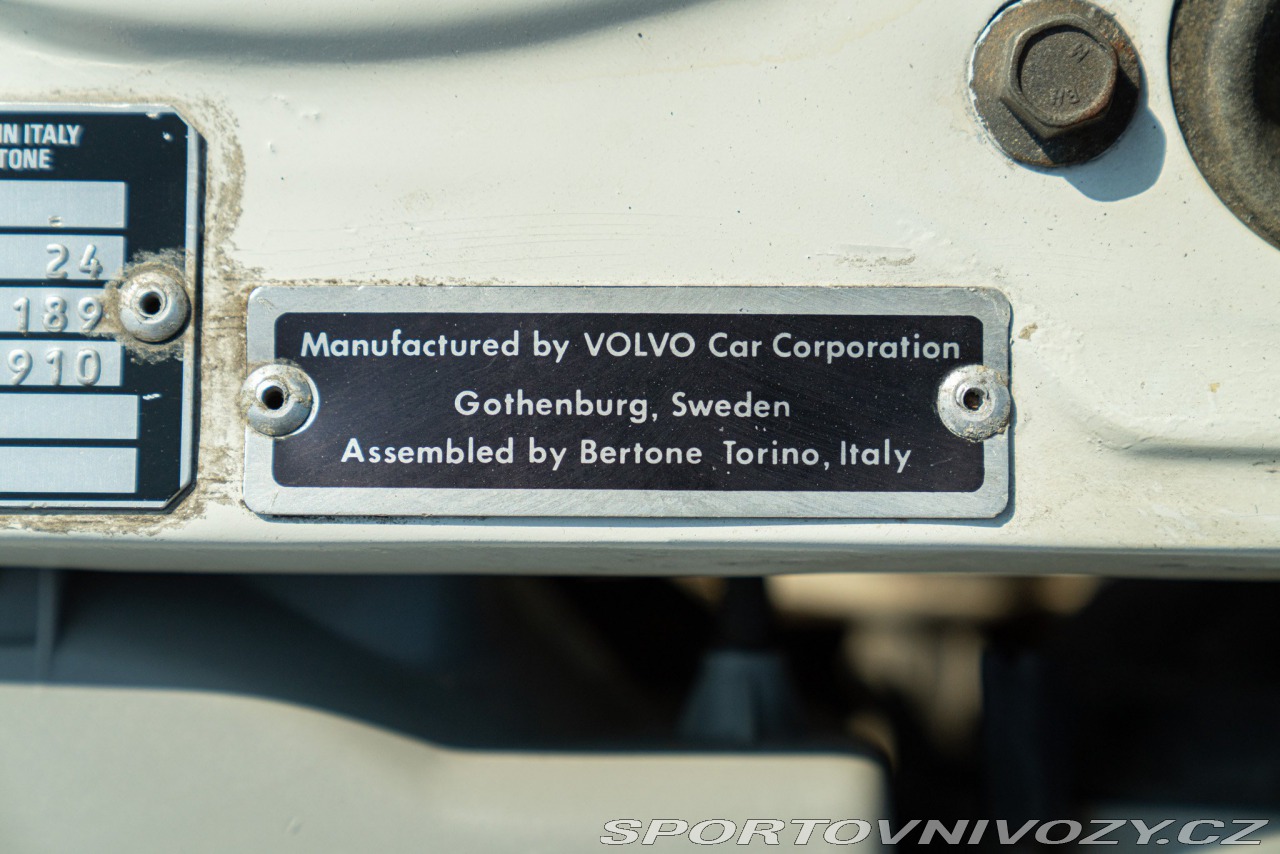 IN ITALY
TONE
24
189
910
Manufactured by VOLVO Car Corporation
Gothenburg, Sweden
Assembled by Bertone Torino, Italy
SPORTOVNIVOZY.CZ